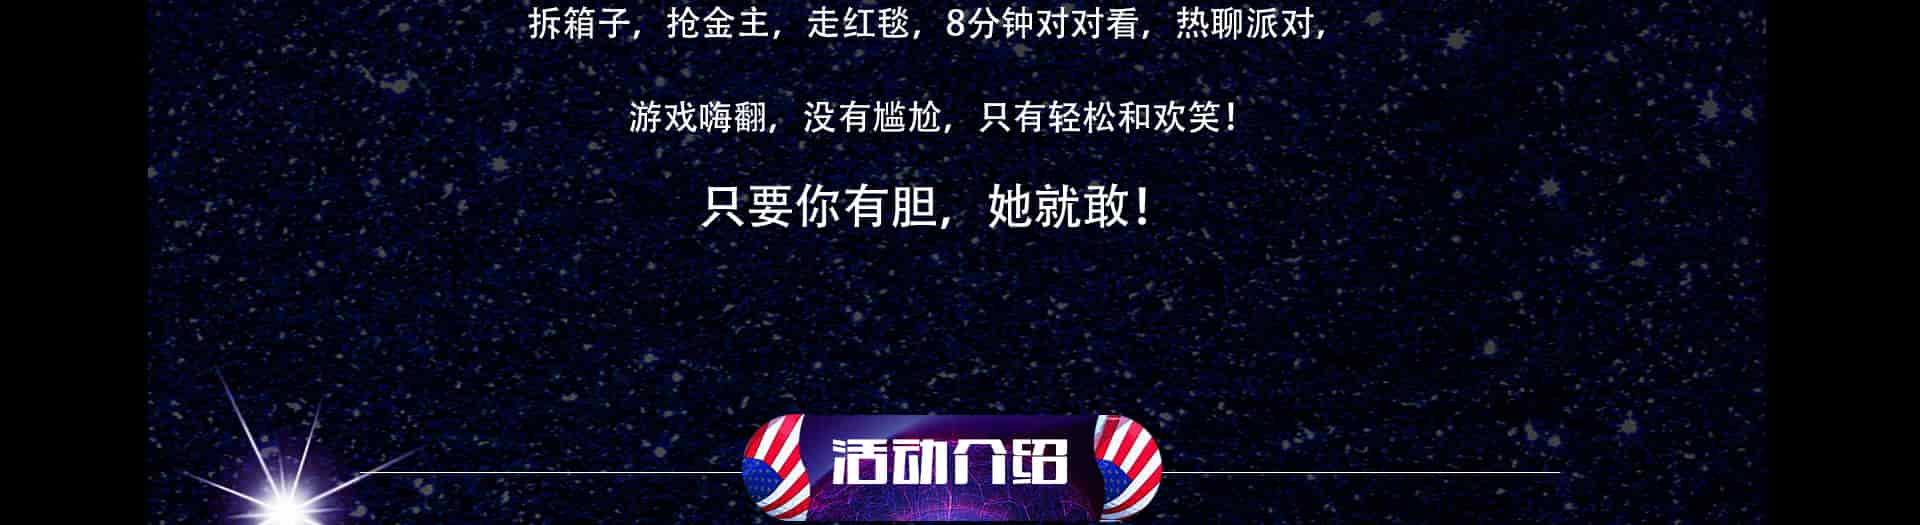 拆箱子，抢金主，走红毯，8分钟对对看，热聊派对，
游戏嗨翻，没有尴尬，只有轻松和欢笑！
只要你有胆，她就敢！
活动介绍